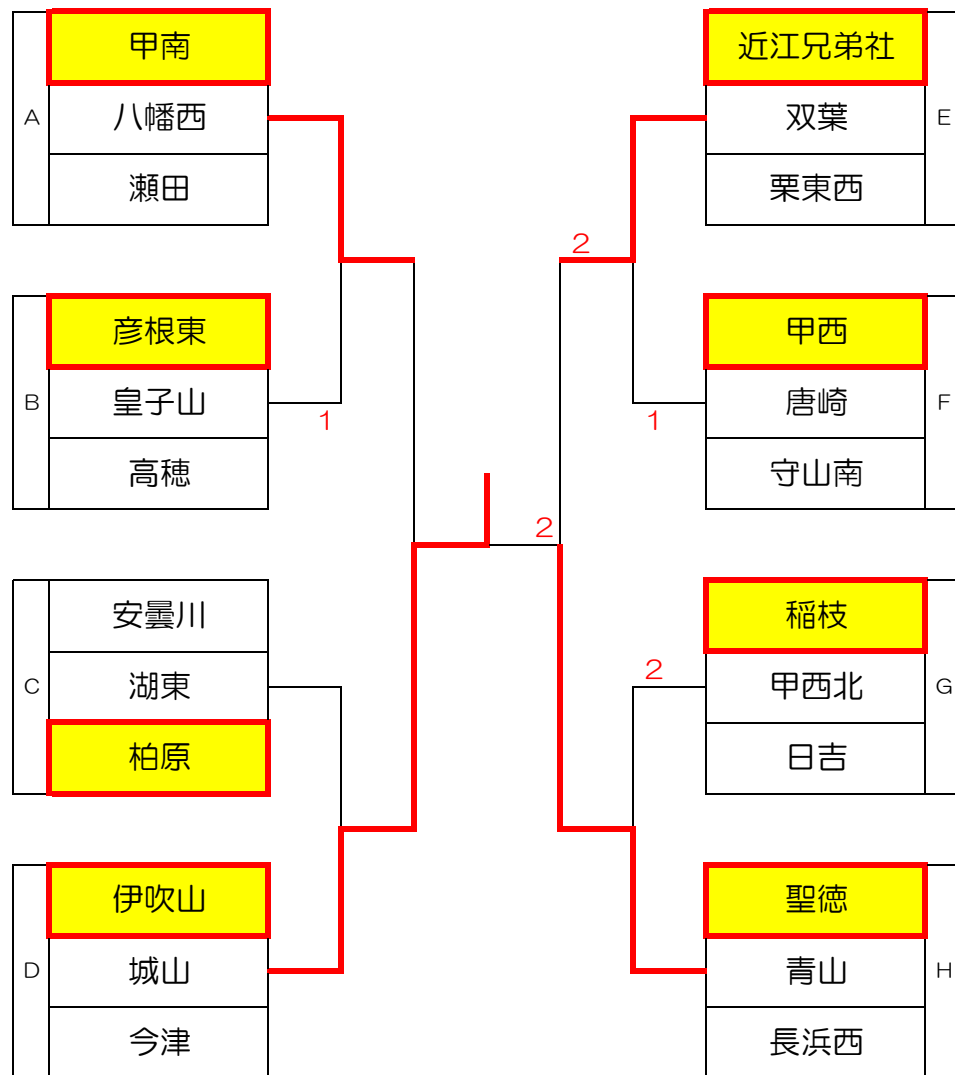 A
甲南
八幡西
瀬田
B
彦根東
皇子山
高穂
1
C
安曇川
湖東
柏原
D
伊吹山
城山
今津
2
近江兄弟社
双葉
栗東西
E
2
1
甲西
唐崎
守山南
F
2
稲枝
甲西北
日吉
G
聖徳
青山
長浜西
H